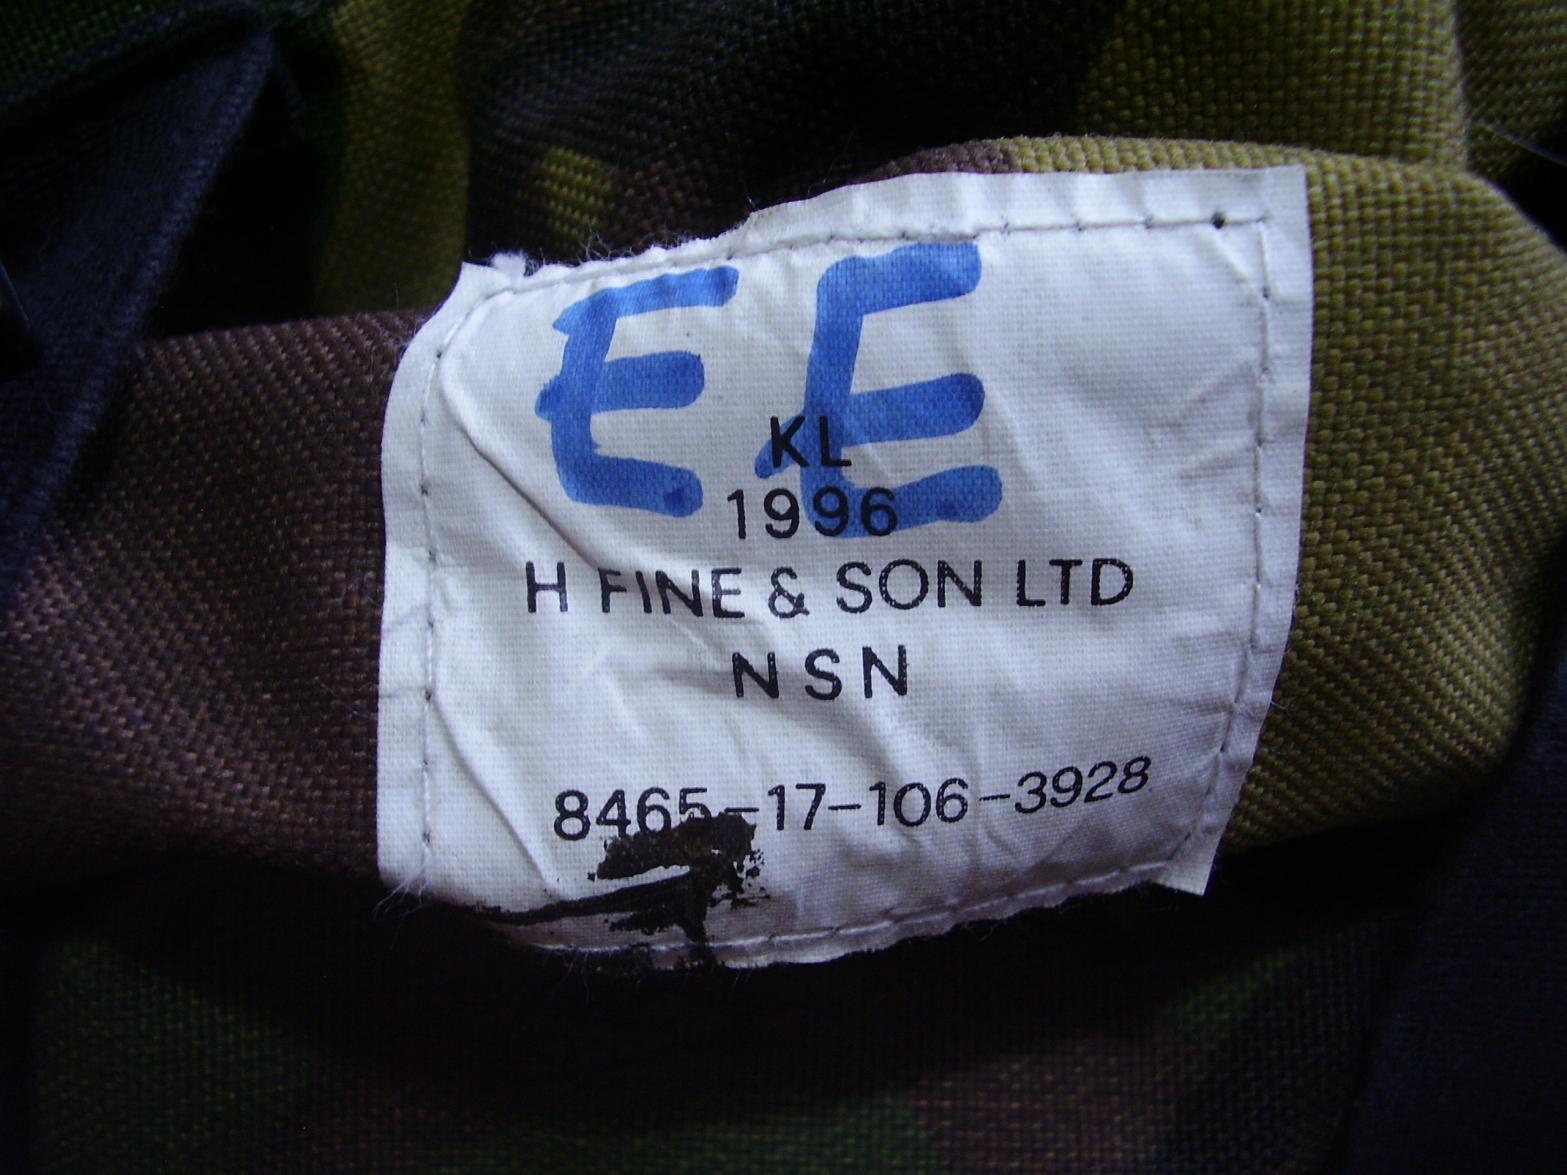 EE
KL
1996
H FINE & SON LTD
NSN
8465-17-106-3928